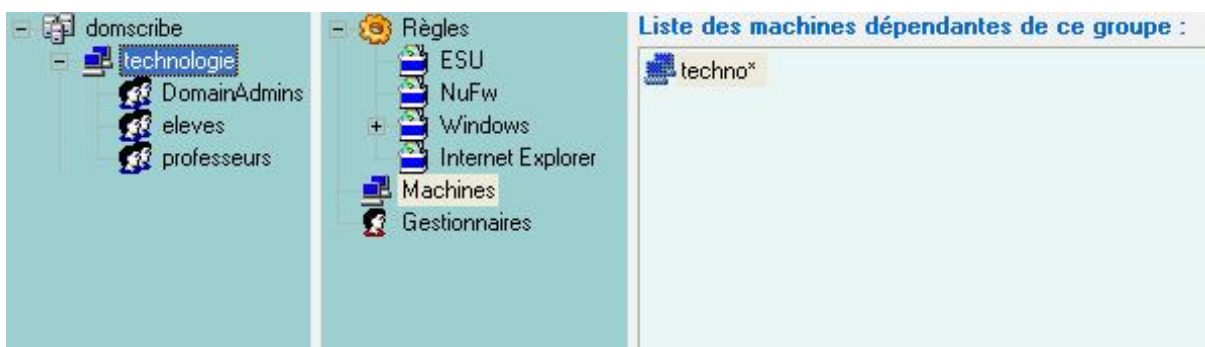 domscribe
technologie
DomainAdmins
eleves
professeurs
Règles
ESU
NuFw
Windows
Internet Explorer
Machines
Gestionnaires
Liste des machines dépendantes de ce groupe :
techno*